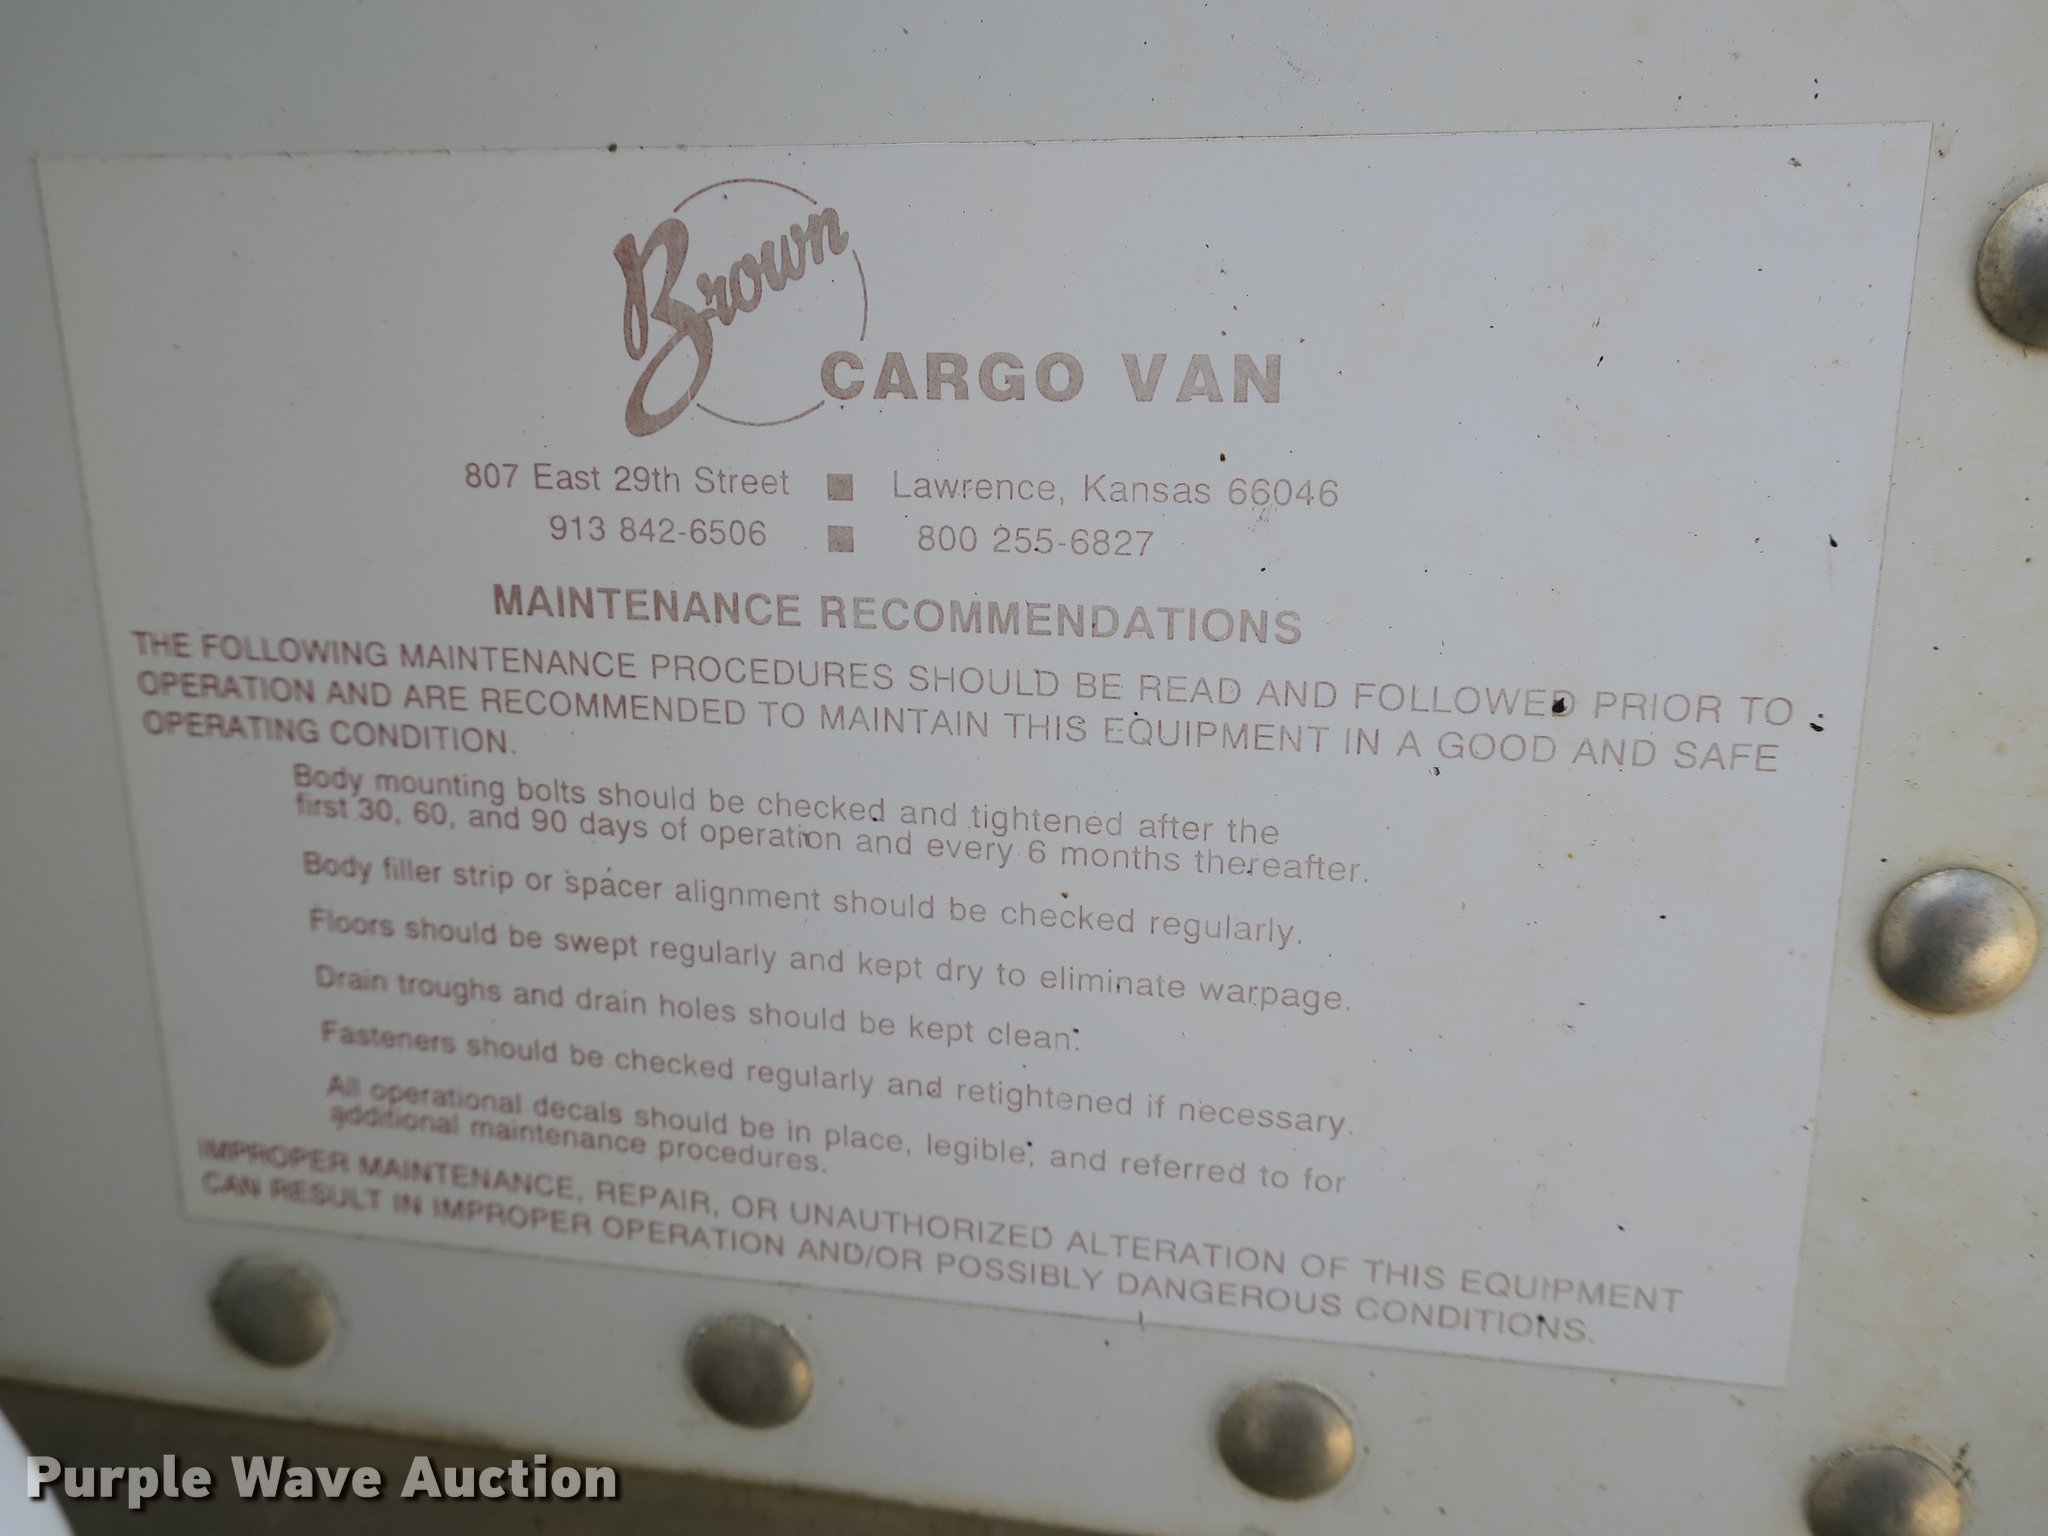 Brown
CARGO VAN
807 East 29th Street ■ Lawrence, Kansas 66046
913 842-6506 ■ 800 255-6827
MAINTENANCE RECOMMENDATIONS
THE FOLLOWING MAINTENANCE PROCEDURES SHOULD BE READ AND FOLLOWED PRIOR TO
OPERATION AND ARE RECOMMENDED TO MAINTAIN THIS EQUIPMENT IN A GOOD AND SAFE
OPERATING CONDITION.
Body mounting bolts should be checked and tightened after the
first 30, 60, and 90 days of operation and every 6 months thereafter.
Body filler strip or spacer alignment should be checked regularly.
Floors should be swept regularly and kept dry to eliminate warpage.
Drain troughs and drain holes should be kept clean.
Fasteners should be checked regularly and retightened if necessary.
All operational decals should be in place, legible, and referred to for
additional maintenance procedures.
IMPROPER MAINTENANCE, REPAIR, OR UNAUTHORIZED ALTERATION OF THIS EQUIPMENT
CAN RESULT IN IMPROPER OPERATION AND/OR POSSIBLY DANGEROUS CONDITIONS.
Purple Wave Auction